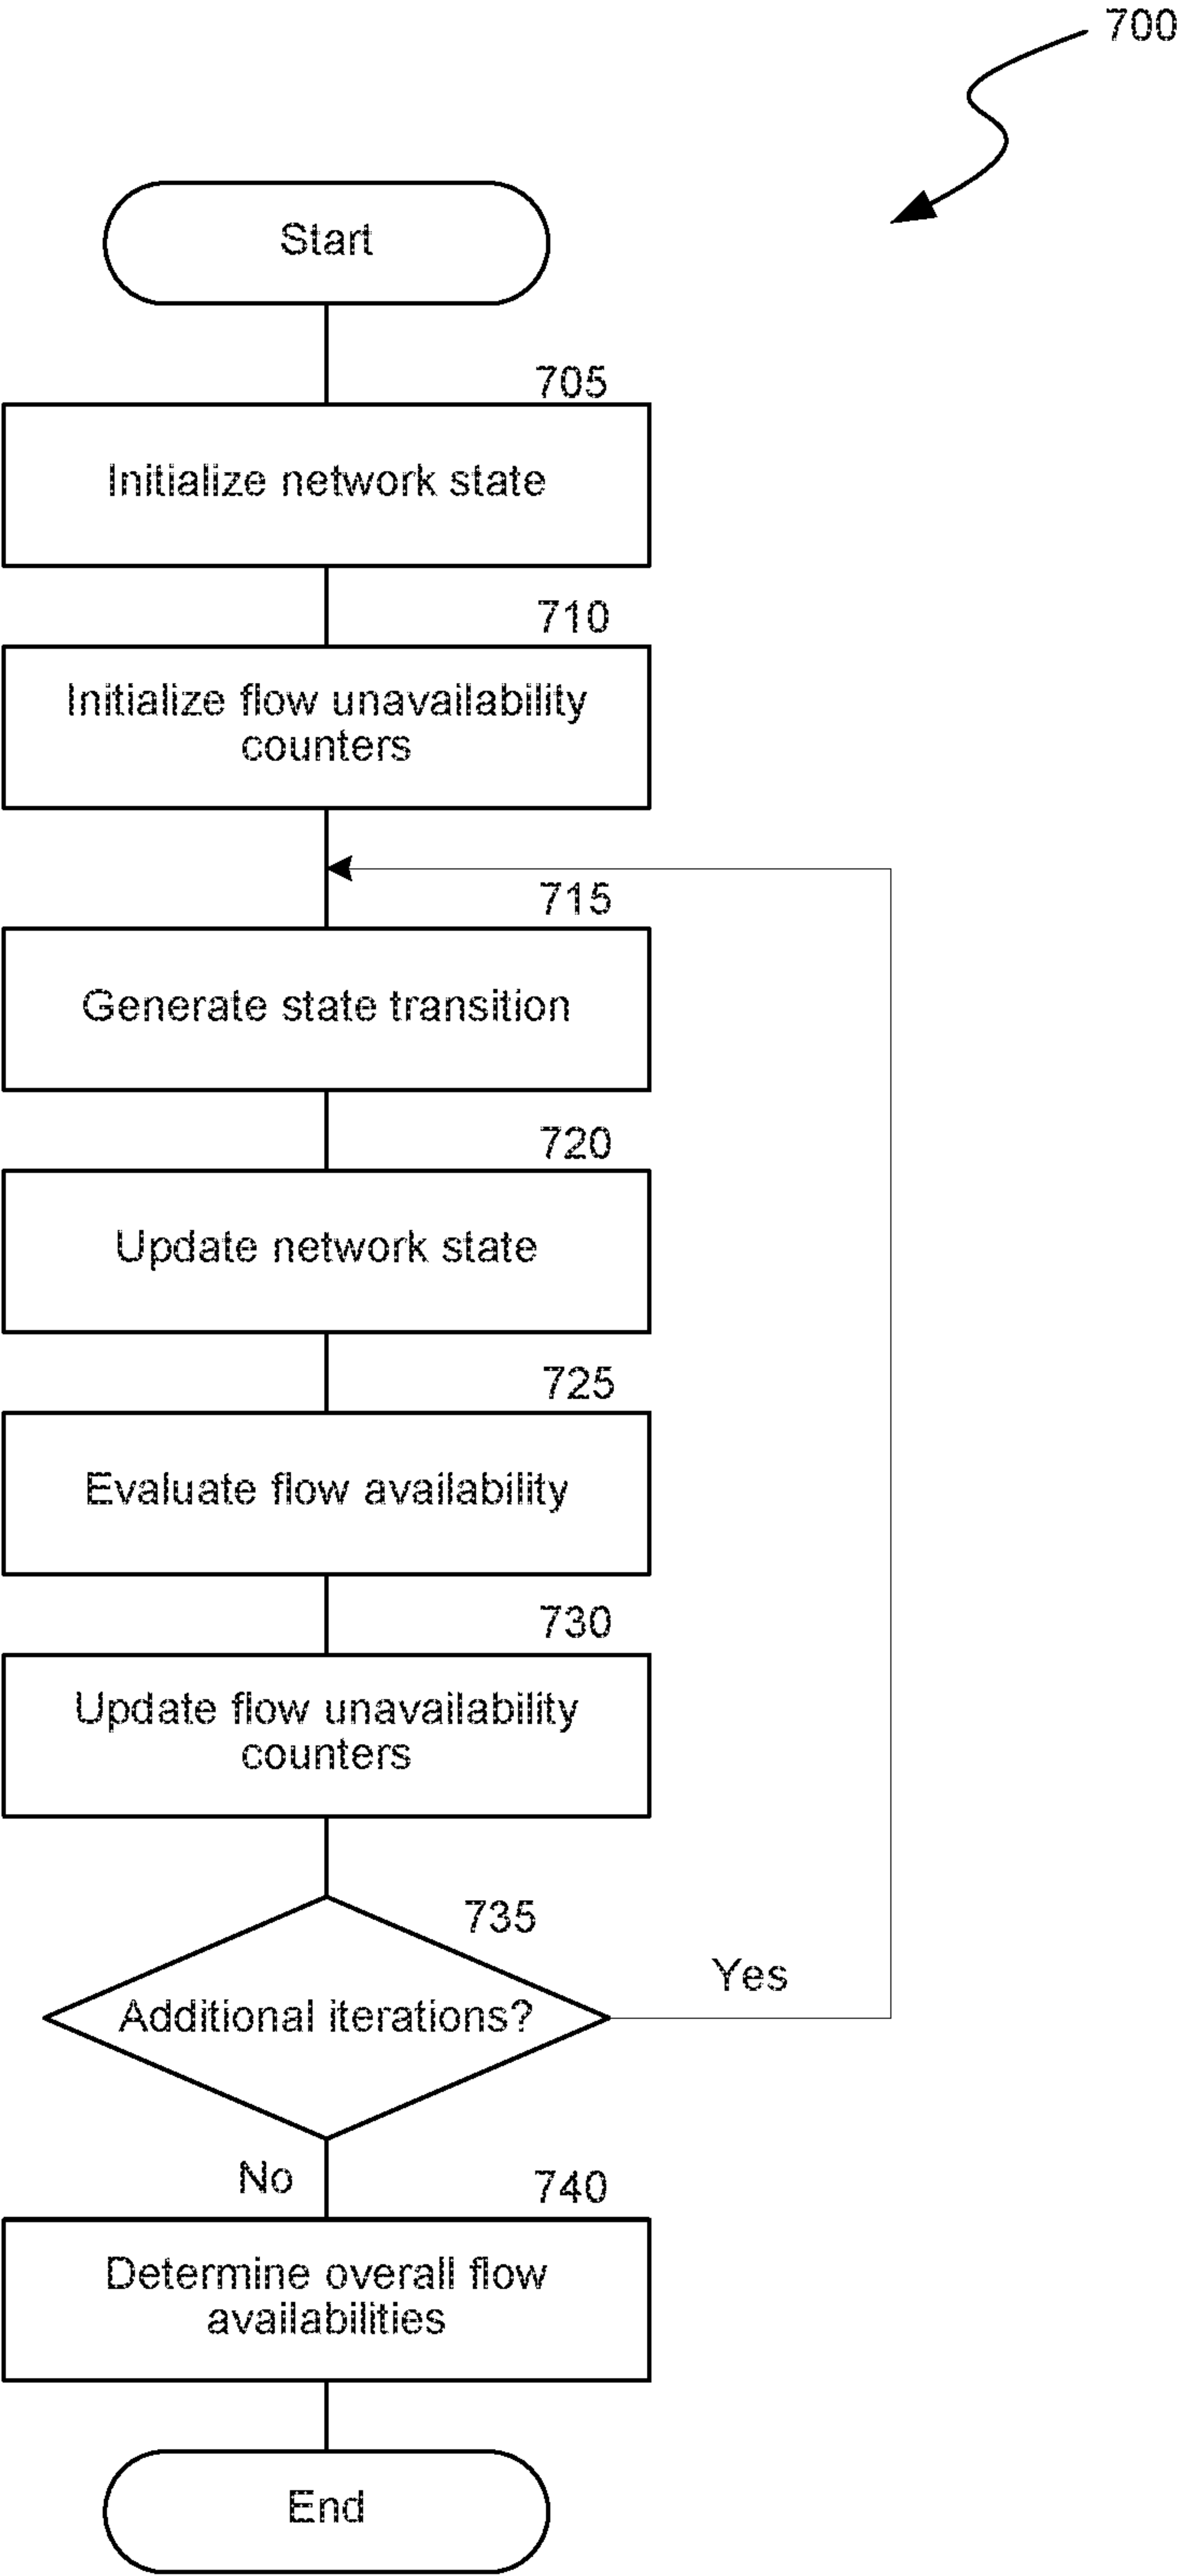 700
Start
705
Initialize network state
710
Initialize flow unavailability
counters
715
Generate state transition
720
Update network state
725
Evaluate flow availability
730
Update flow unavailability
counters
735
Additional iterations?
Yes
No
740
Determine overall flow
availabilities
End